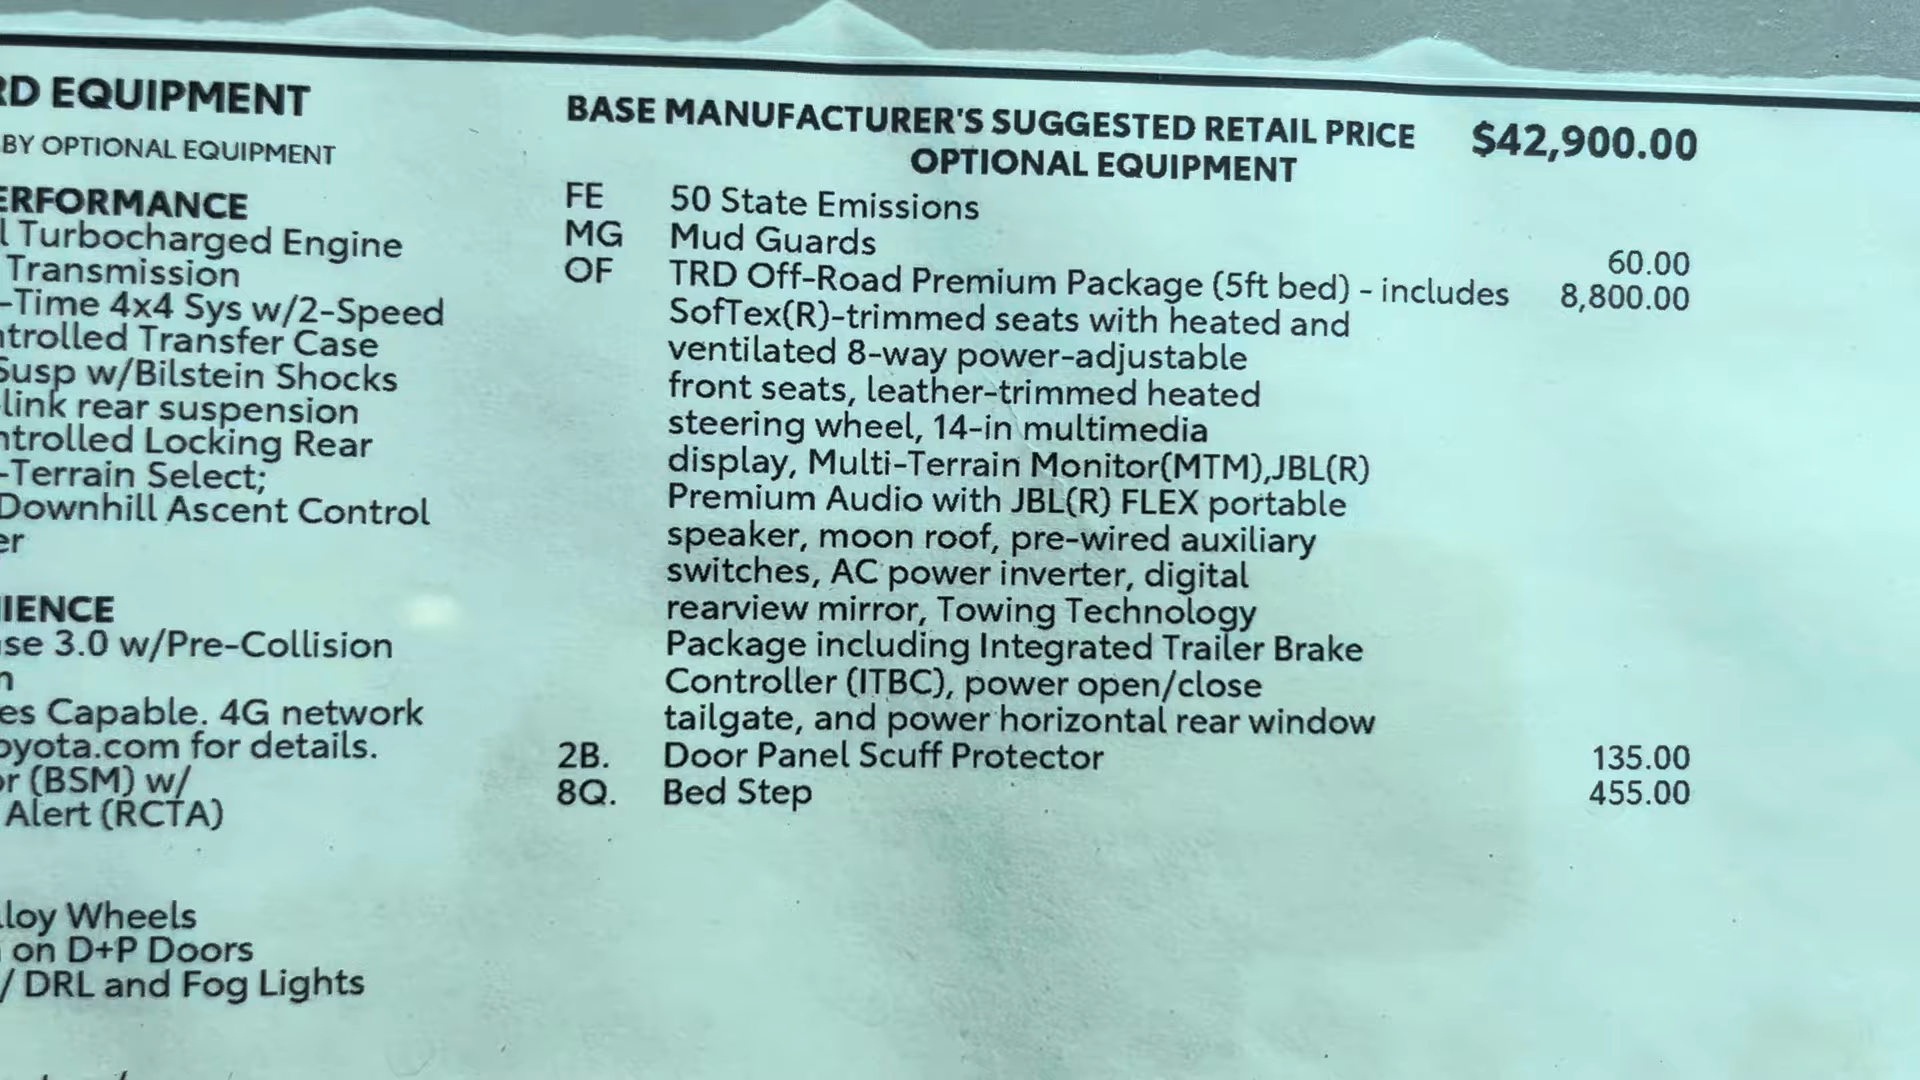 RD EQUIPMENT
BY OPTIONAL EQUIPMENT
ERFORMANCE
l Turbocharged Engine
Transmission
-Time 4x4 Sys w/2-Speed
ntrolled Transfer Case
Susp w/Bilstein Shocks
-link rear suspension
ntrolled Locking Rear
-Terrain Select;
Downhill Ascent Control
er
IENCE
se 3.0 w/Pre-Collision
n
es Capable. 4G network
oyota.com for details.
or (BSM) w/
Alert (RCTA)
lloy Wheels
on D+P Doors
/ DRL and Fog Lights
BASE MANUFACTURER'S SUGGESTED RETAIL PRICE $42,900.00
OPTIONAL EQUIPMENT
FE 50 State Emissions
MG Mud Guards 60.00
OF TRD Off-Road Premium Package (5ft bed) - includes 8,800.00
SofTex(R)-trimmed seats with heated and
ventilated 8-way power-adjustable
front seats, leather-trimmed heated
steering wheel, 14-in multimedia
display, Multi-Terrain Monitor(MTM),JBL(R)
Premium Audio with JBL(R) FLEX portable
speaker, moon roof, pre-wired auxiliary
switches, AC power inverter, digital
rearview mirror, Towing Technology
Package including Integrated Trailer Brake
Controller (ITBC), power open/close
tailgate, and power horizontal rear window
2B. Door Panel Scuff Protector 135.00
8Q. Bed Step 455.00